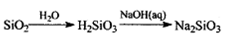 SiO₂ —H₂O→ H₂SiO₃ —NaOH(aq)→ Na₂SiO₃